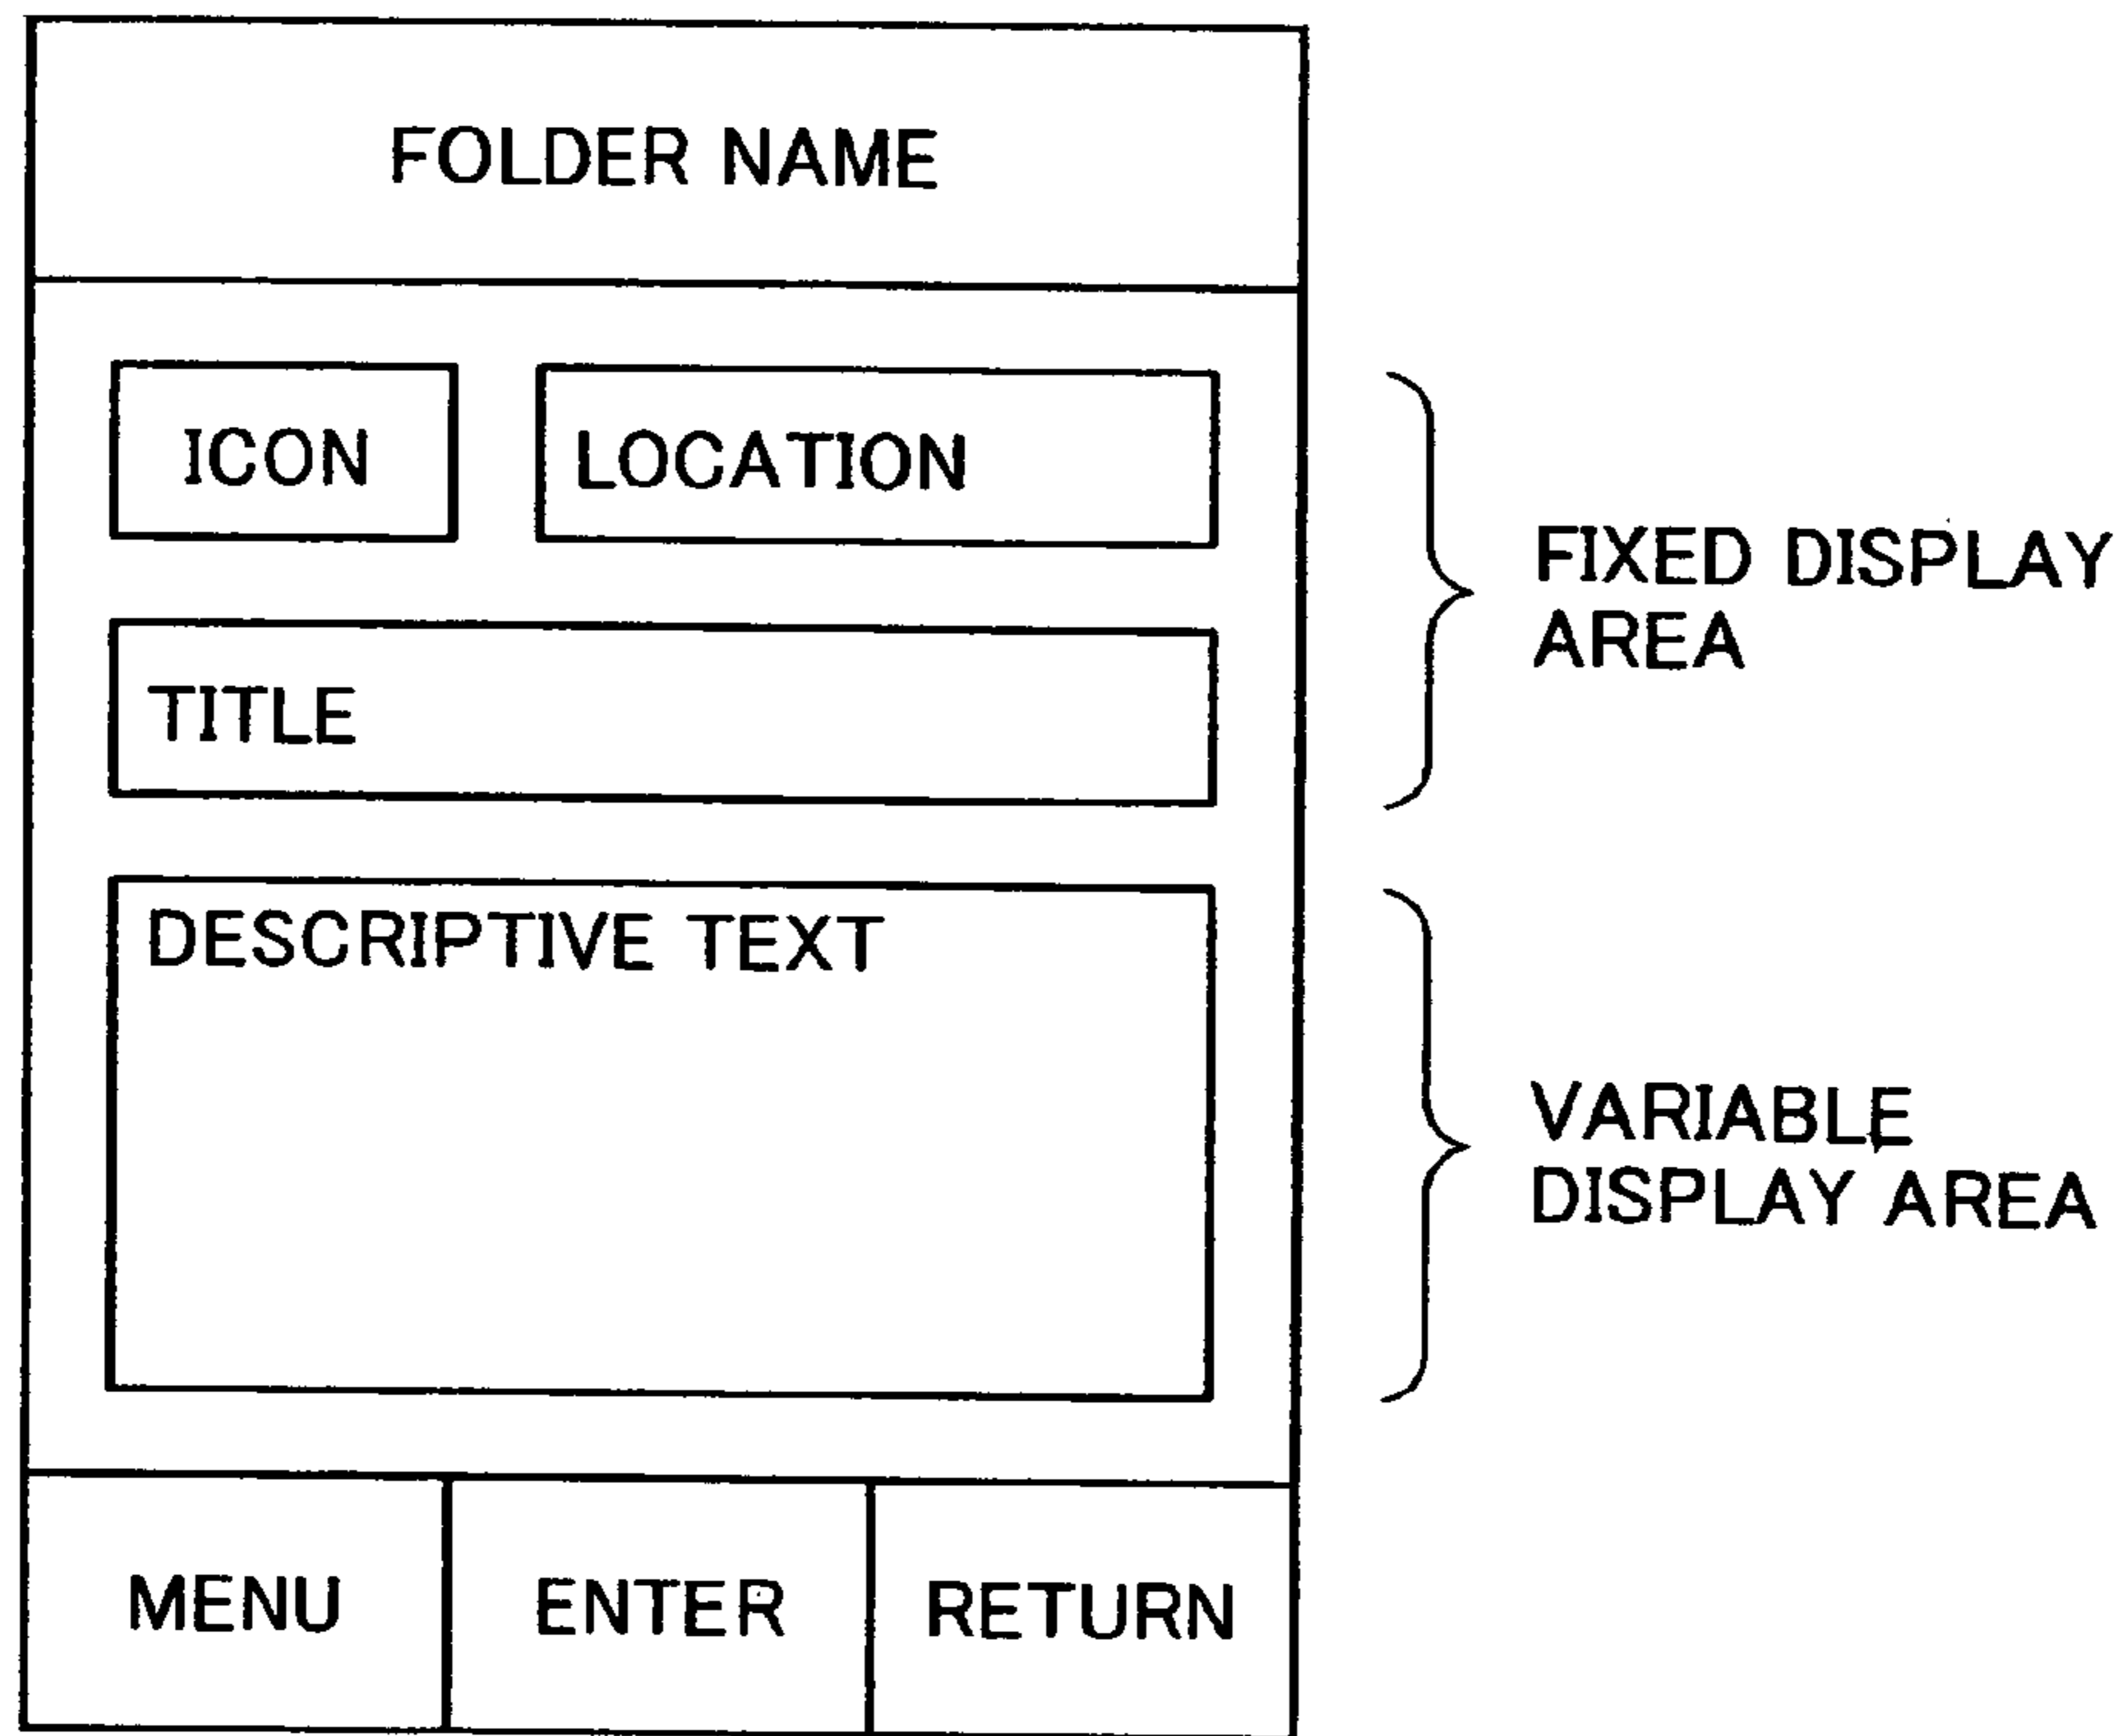 FOLDER NAME
ICON
LOCATION
FIXED DISPLAY
AREA
TITLE
DESCRIPTIVE TEXT
VARIABLE
DISPLAY AREA
MENU
ENTER
RETURN